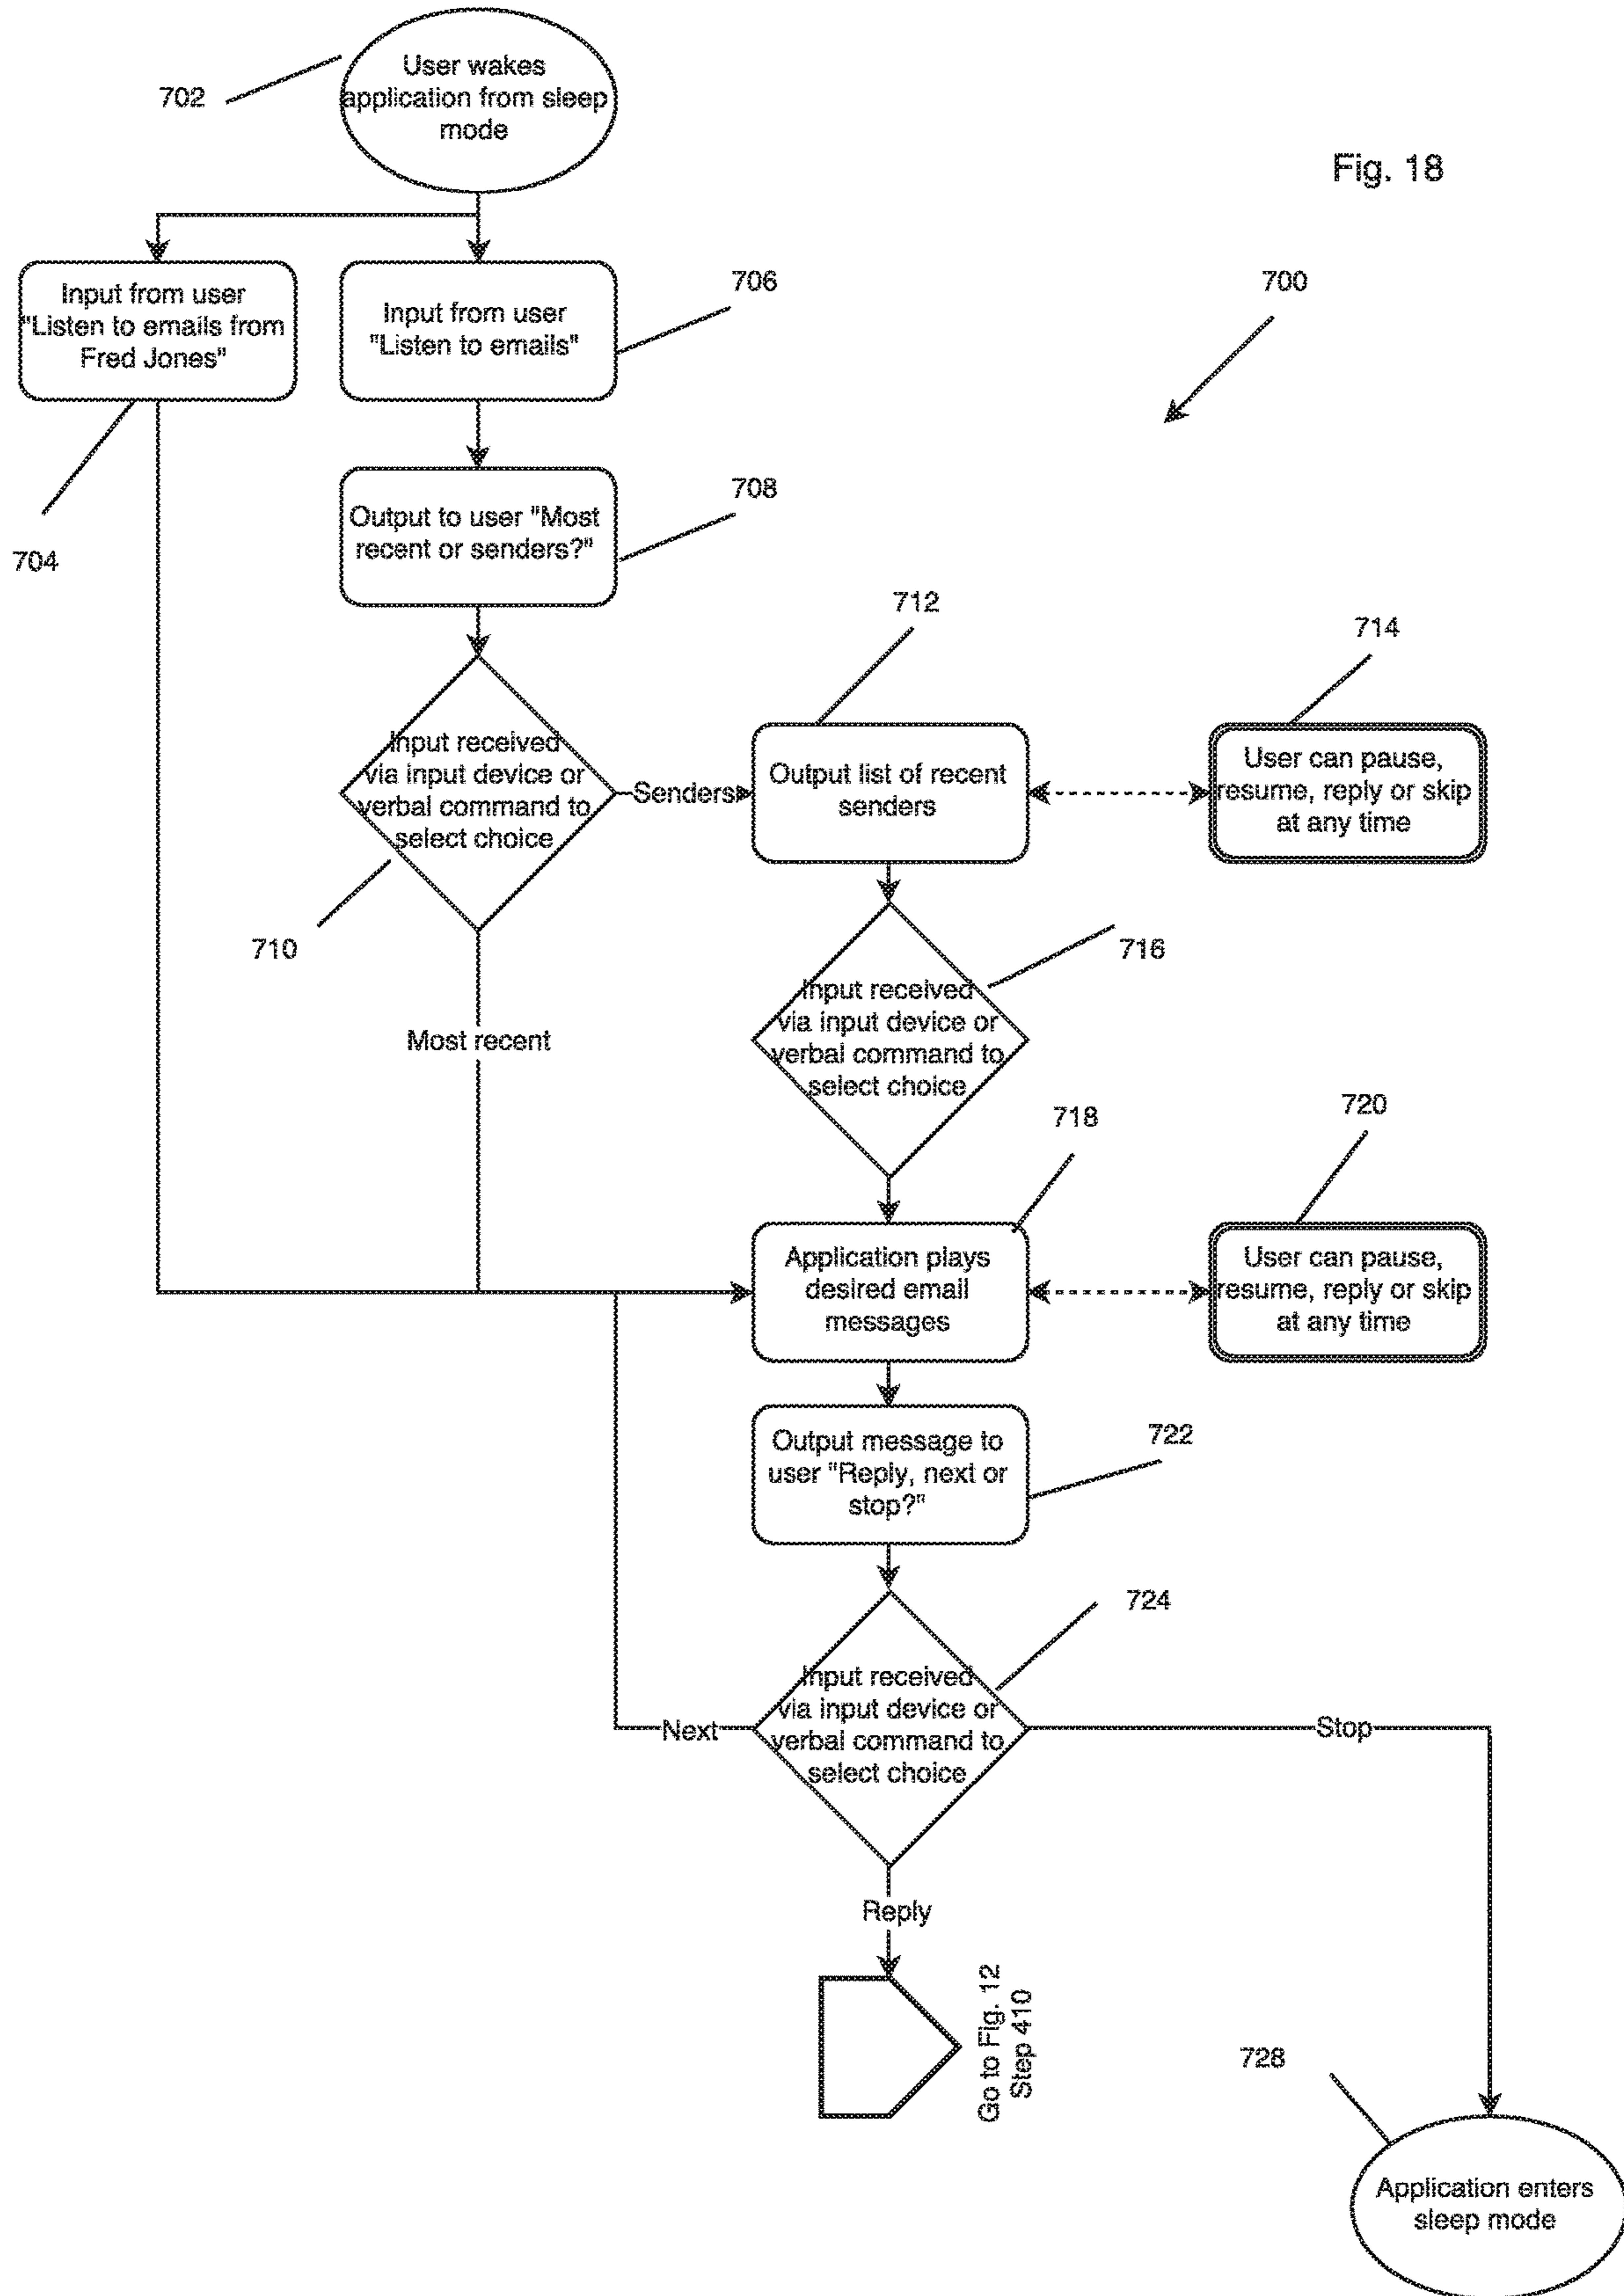 User wakes
application from sleep
mode
702
Fig. 18
Input from user
"Listen to emails from
Fred Jones"
704
Input from user
"Listen to emails"
706
700
Output to user "Most
recent or senders?"
708
Input received
via input device or
verbal command to
select choice
710
Senders
Most recent
Output list of recent
senders
712
User can pause,
resume, reply or skip
at any time
714
Input received
via input device or
verbal command to
select choice
716
Application plays
desired email
messages
718
User can pause,
resume, reply or skip
at any time
720
Output message to
user "Reply, next or
stop?"
722
Input received
via input device or
verbal command to
select choice
724
Next
Stop
Reply
Go to Fig. 12
Step 410
728
Application enters
sleep mode